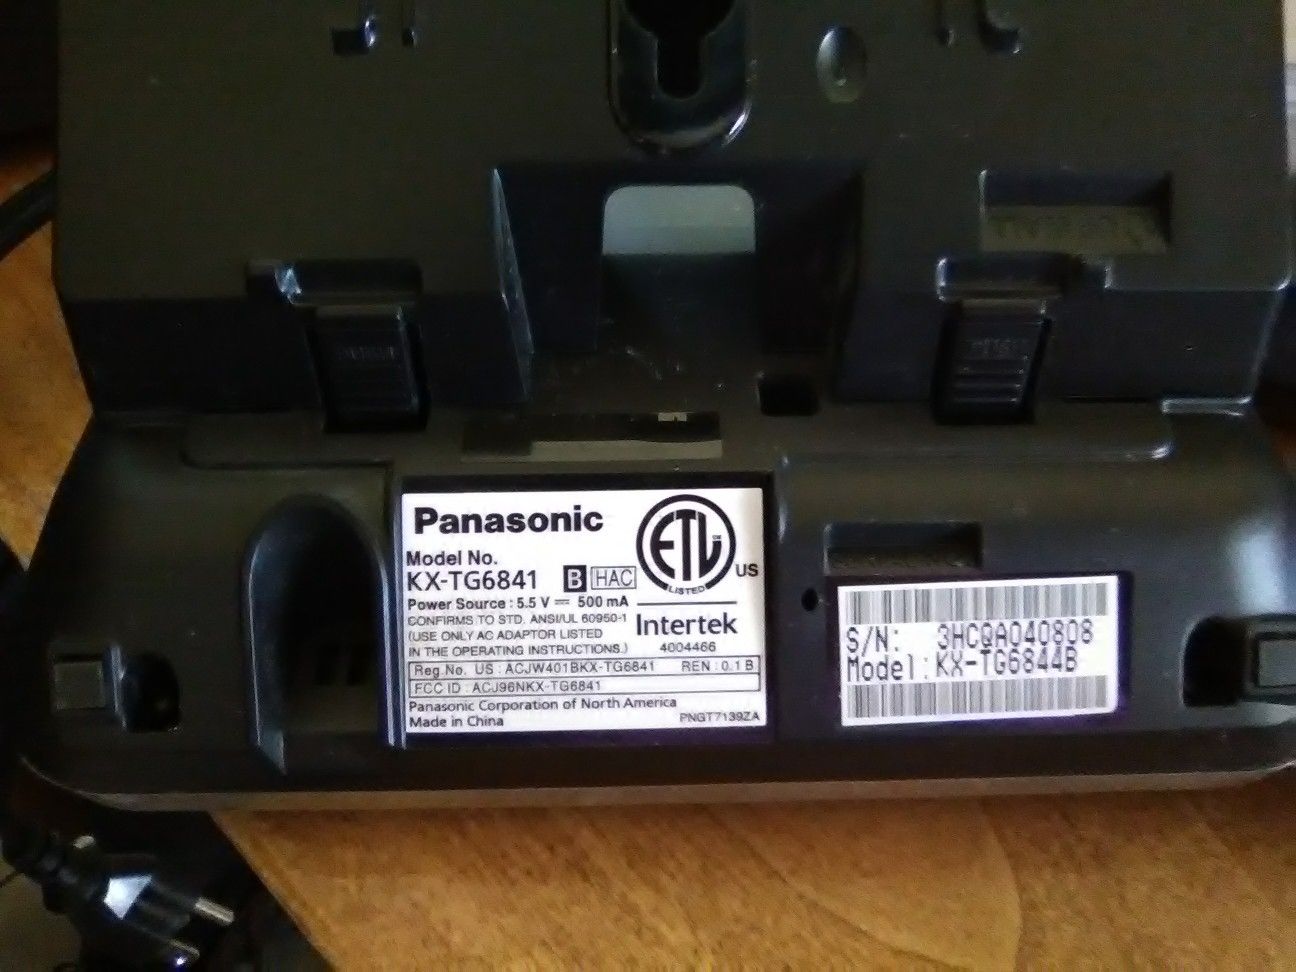 Panasonic
Model No.
KX-TG6841 B HAC
Power Source : 5.5 V 500 mA
CONFIRMS TO STD. ANSI/UL 60950-1
(USE ONLY AC ADAPTOR LISTED
IN THE OPERATING INSTRUCTIONS.)
ETL
CM
US
LISTED
Intertek
4004466
Reg.No. US : ACJW401BKX-TG6841 REN : 0.1 B
FCC ID : ACJ96NKX-TG6841
Panasonic Corporation of North America
Made in China PNGT7139ZA
S/N: 3HCQA040808
Model: KX-TG6844B